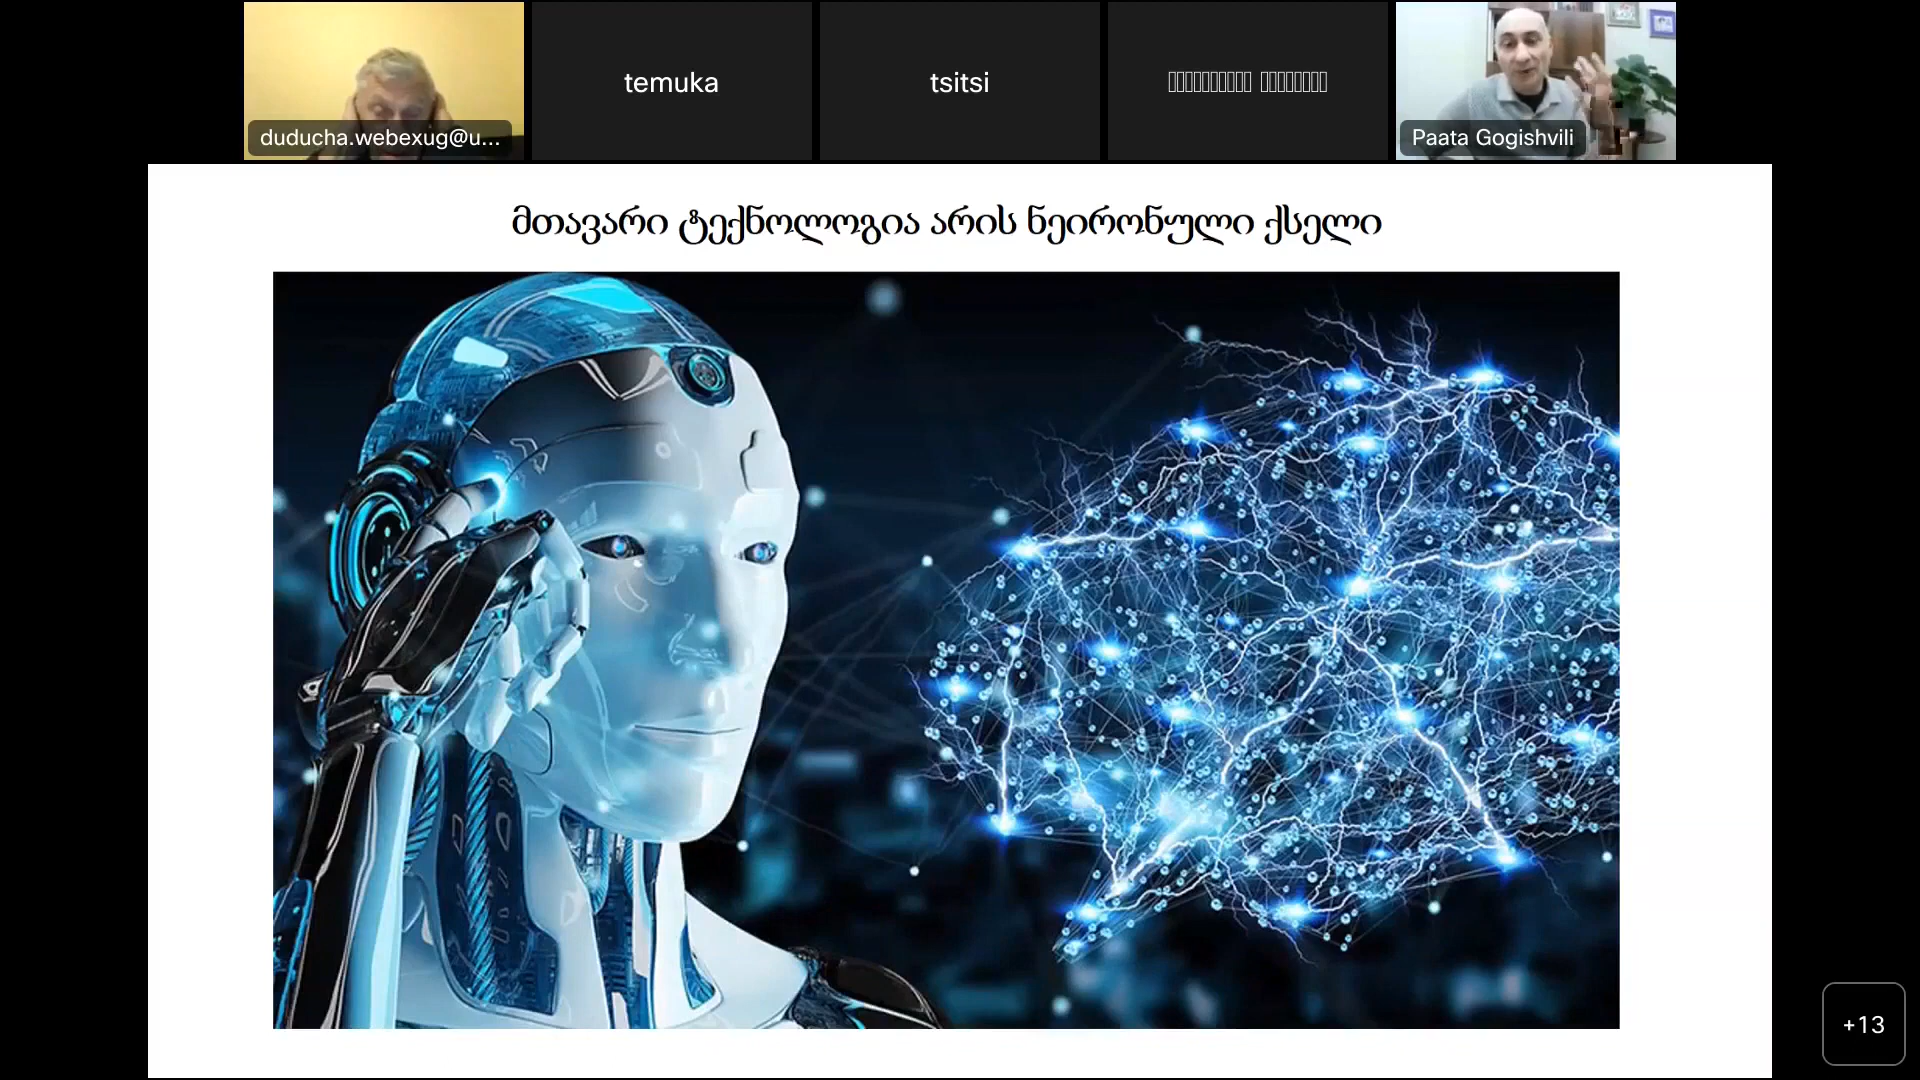 duducha.webexug@u...
temuka
tsitsi
Paata Gogishvili
მთავარი ტექნოლოგია არის ნეირონული ქსელი
+13